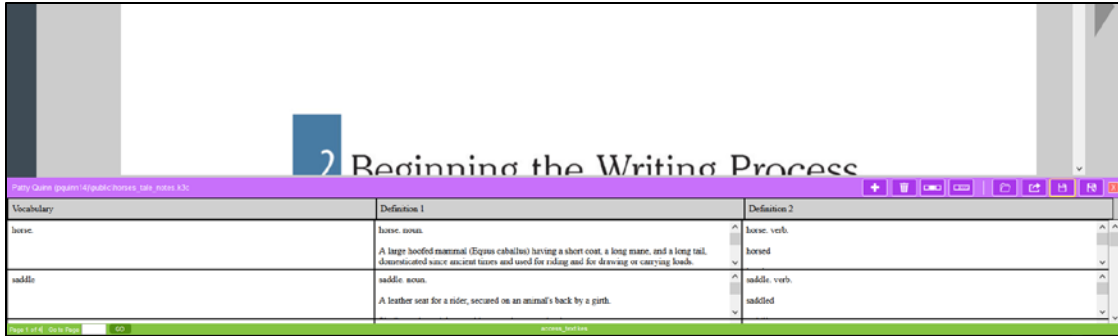 2 Beginning the Writing Process
Patty Quinn (pquinn14)\public\horses_tale_notes.k3c
Vocabulary Definition 1 Definition 2
horse. horse. noun. horse. verb.
A large hoofed mammal (Equus caballus) having a short coat, a long mane, and a long tail, horsed
domesticated since ancient times and used for riding and for drawing or carrying loads.
saddle saddle. noun. saddle. verb.
A leather seat for a rider, secured on an animal's back by a girth. saddled
Page 1 of 4 Go to Page GO